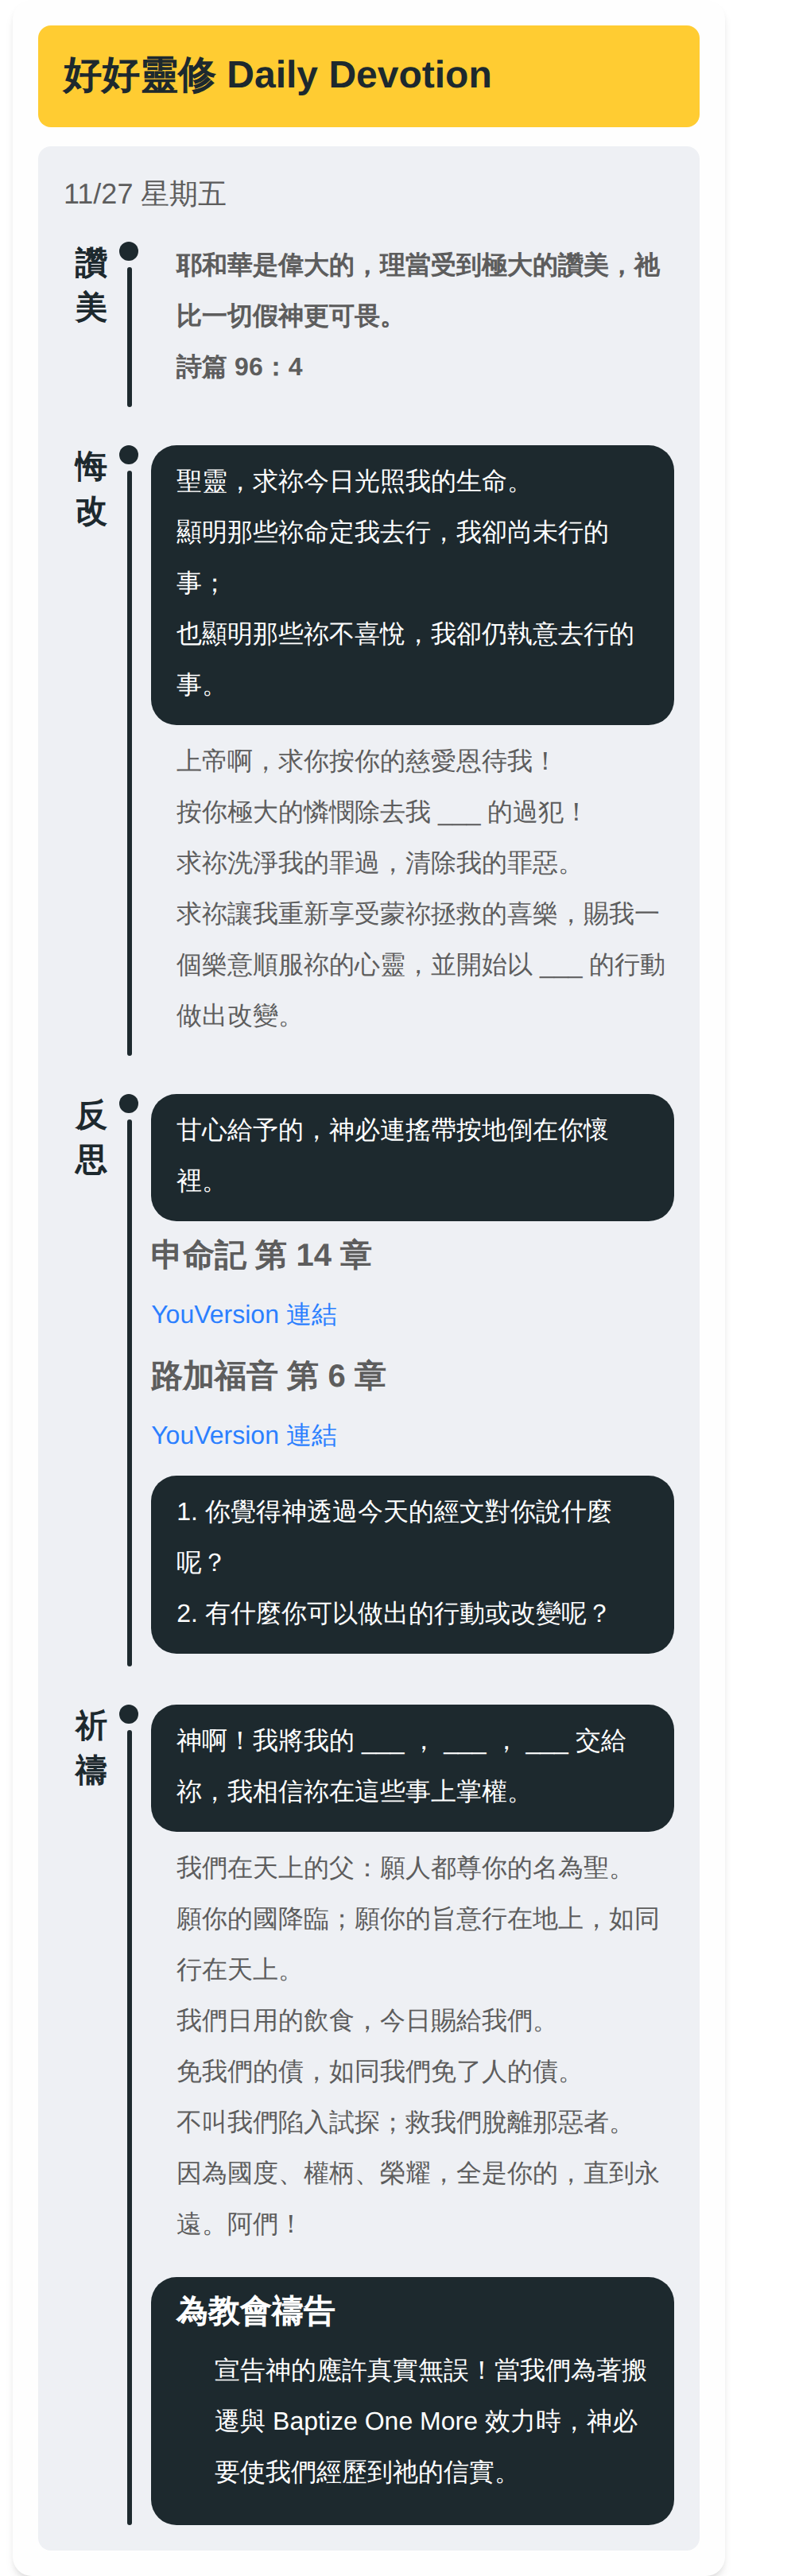 好好靈修 Daily Devotion
11/27 星期五
讚
美
耶和華是偉大的，理當受到極大的讚美，祂
比一切假神更可畏。
詩篇 96：4
悔
改
聖靈，求祢今日光照我的生命。
顯明那些祢命定我去行，我卻尚未行的
事；
也顯明那些祢不喜悅，我卻仍執意去行的
事。
上帝啊，求你按你的慈愛恩待我！
按你極大的憐憫除去我 ___ 的過犯！
求祢洗淨我的罪過，清除我的罪惡。
求祢讓我重新享受蒙祢拯救的喜樂，賜我一
個樂意順服祢的心靈，並開始以 ___ 的行動
做出改變。
反
思
甘心給予的，神必連搖帶按地倒在你懷
裡。
申命記 第 14 章
YouVersion 連結
路加福音 第 6 章
YouVersion 連結
1. 你覺得神透過今天的經文對你說什麼
呢？
2. 有什麼你可以做出的行動或改變呢？
祈
禱
神啊！我將我的 ___ ， ___ ， ___ 交給
祢，我相信祢在這些事上掌權。
我們在天上的父：願人都尊你的名為聖。
願你的國降臨；願你的旨意行在地上，如同
行在天上。
我們日用的飲食，今日賜給我們。
免我們的債，如同我們免了人的債。
不叫我們陷入試探；救我們脫離那惡者。
因為國度、權柄、榮耀，全是你的，直到永
遠。阿們！
為教會禱告
宣告神的應許真實無誤！當我們為著搬
遷與 Baptize One More 效力時，神必
要使我們經歷到祂的信實。